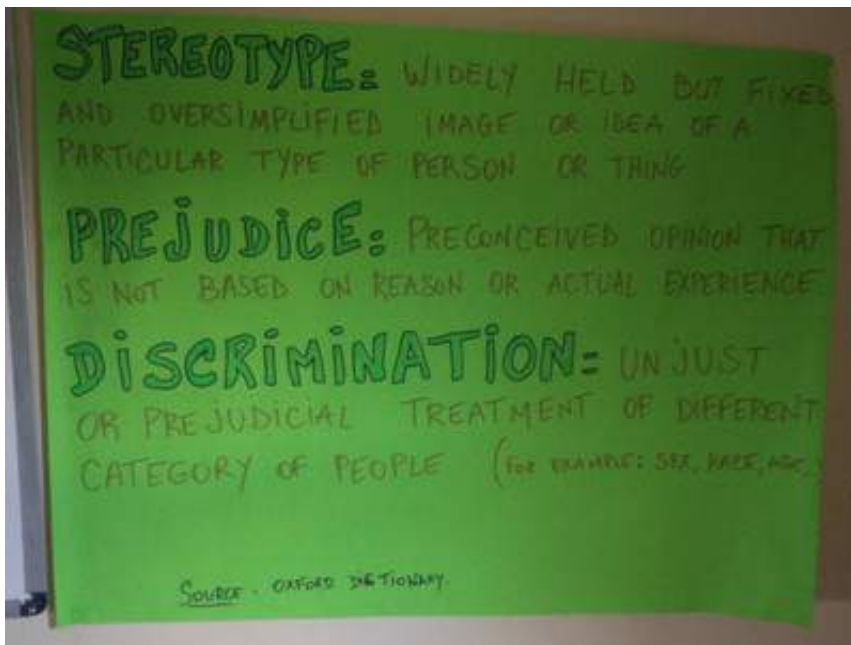 STEREOTYPE: WIDELY HELD BUT FIXED
AND OVERSIMPLIFIED IMAGE OR IDEA OF A
PARTICULAR TYPE OF PERSON OR THING
PREJUDICE: PRECONCEIVED OPINION THAT
IS NOT BASED ON REASON OR ACTUAL EXPERIENCE.
DISCRIMINATION: UNJUST
OR PREJUDICIAL TREATMENT OF DIFFERENT
CATEGORY OF PEOPLE (FOR EXAMPLE: SEX, RACE, AGE,
SOURCE - OXFORD DICTIONARY.